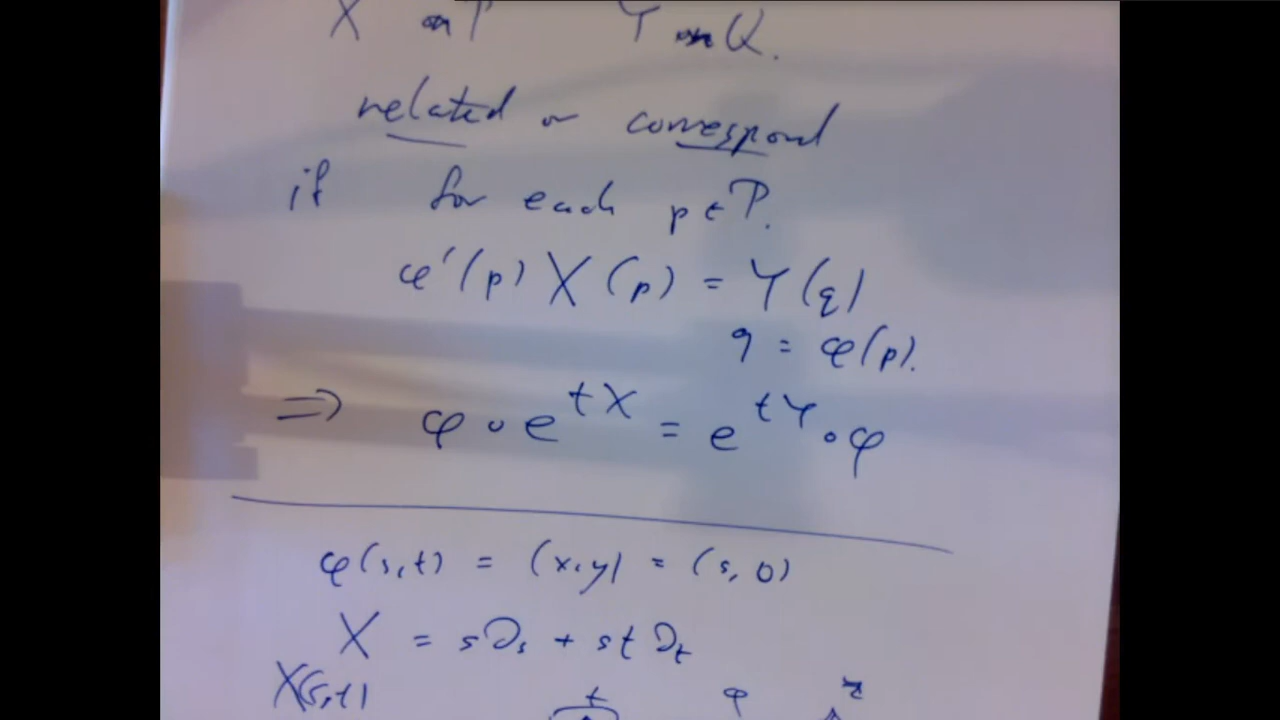 X on P Y on Q.
related or correspond
if for each p ∈ P.
φ'(p) X(p) = Y(q)
q = φ(p).
⇒ φ ∘ e^{tX} = e^{tY} ∘ φ
φ(s,t) = (x,y) = (s, 0)
X = s∂_s + st ∂_t
X(s,t) t φ